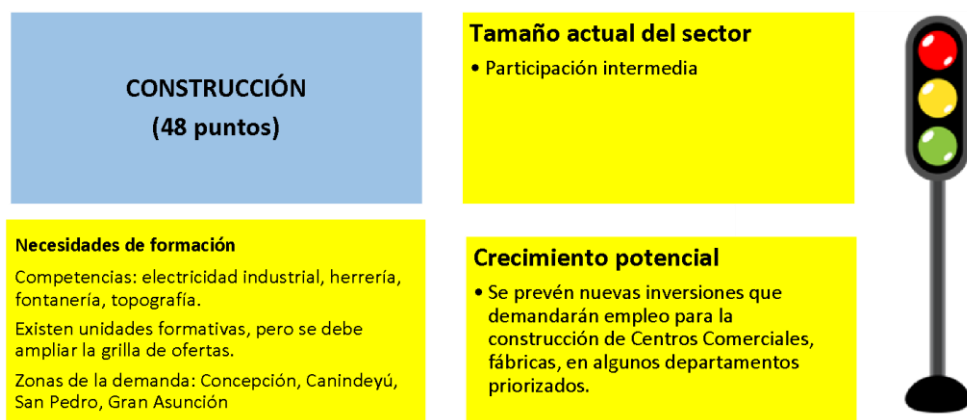 CONSTRUCCIÓN
(48 puntos)
Tamaño actual del sector
• Participación intermedia
Necesidades de formación
Competencias: electricidad industrial, herrería,
fontanería, topografía.
Existen unidades formativas, pero se debe
ampliar la grilla de ofertas.
Zonas de la demanda: Concepción, Canindeyú,
San Pedro, Gran Asunción
Crecimiento potencial
• Se prevén nuevas inversiones que
demandarán empleo para la
construcción de Centros Comerciales,
fábricas, en algunos departamentos
priorizados.